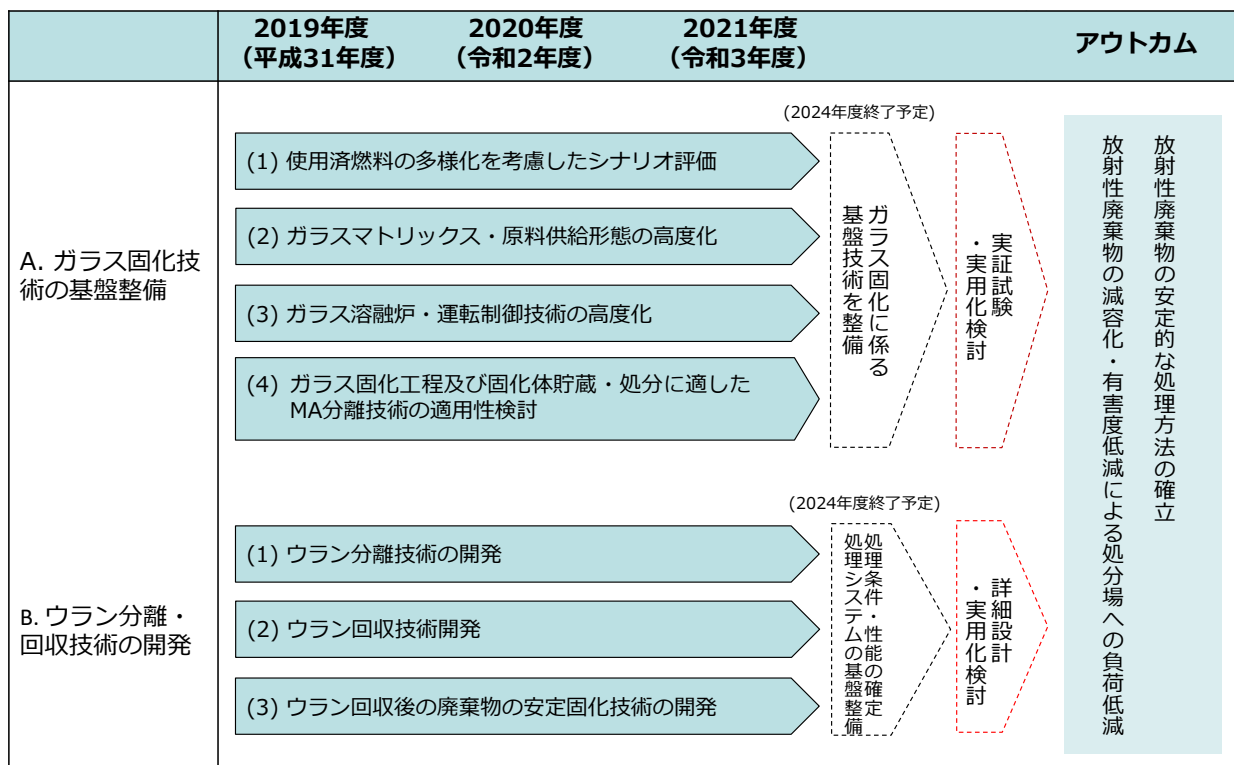 2019年度
（平成31年度）
2020年度
（令和2年度）
2021年度
（令和3年度）
アウトカム
A. ガラス固化技
術の基盤整備
(1) 使用済燃料の多様化を考慮したシナリオ評価
(2) ガラスマトリックス・原料供給形態の高度化
(3) ガラス溶融炉・運転制御技術の高度化
(4) ガラス固化工程及び固化体貯蔵・処分に適した
MA分離技術の適用性検討
(2024年度終了予定)
ガラス固化に係る
基盤技術を整備
実証試験
・実用化検討
B. ウラン分離・
回収技術の開発
(1) ウラン分離技術の開発
(2) ウラン回収技術開発
(3) ウラン回収後の廃棄物の安定固化技術の開発
(2024年度終了予定)
処理条件・性能の確定
処理システムの基盤整備
詳細設計
・実用化検討
放射性廃棄物の安定的な処理方法の確立
放射性廃棄物の減容化・有害度低減による処分場への負荷低減